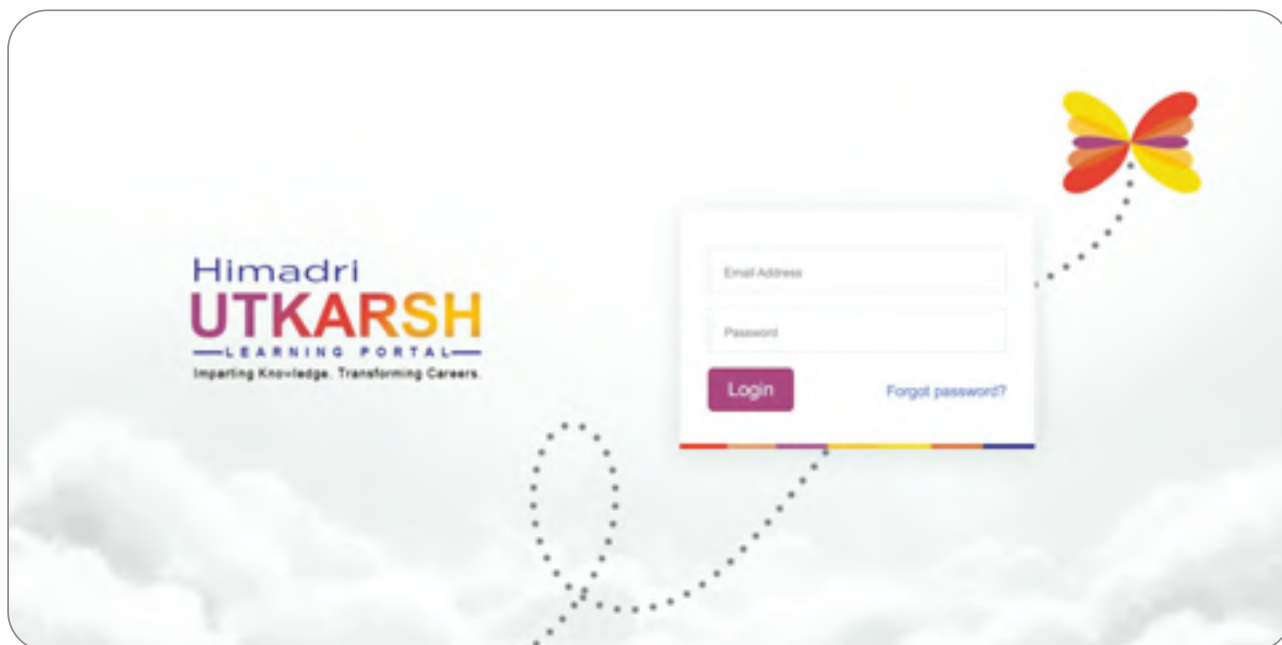 Himadri
UTKARSH
LEARNING PORTAL
Imparting Knowledge. Transforming Careers.
Email Address
Password
Login
Forgot password?